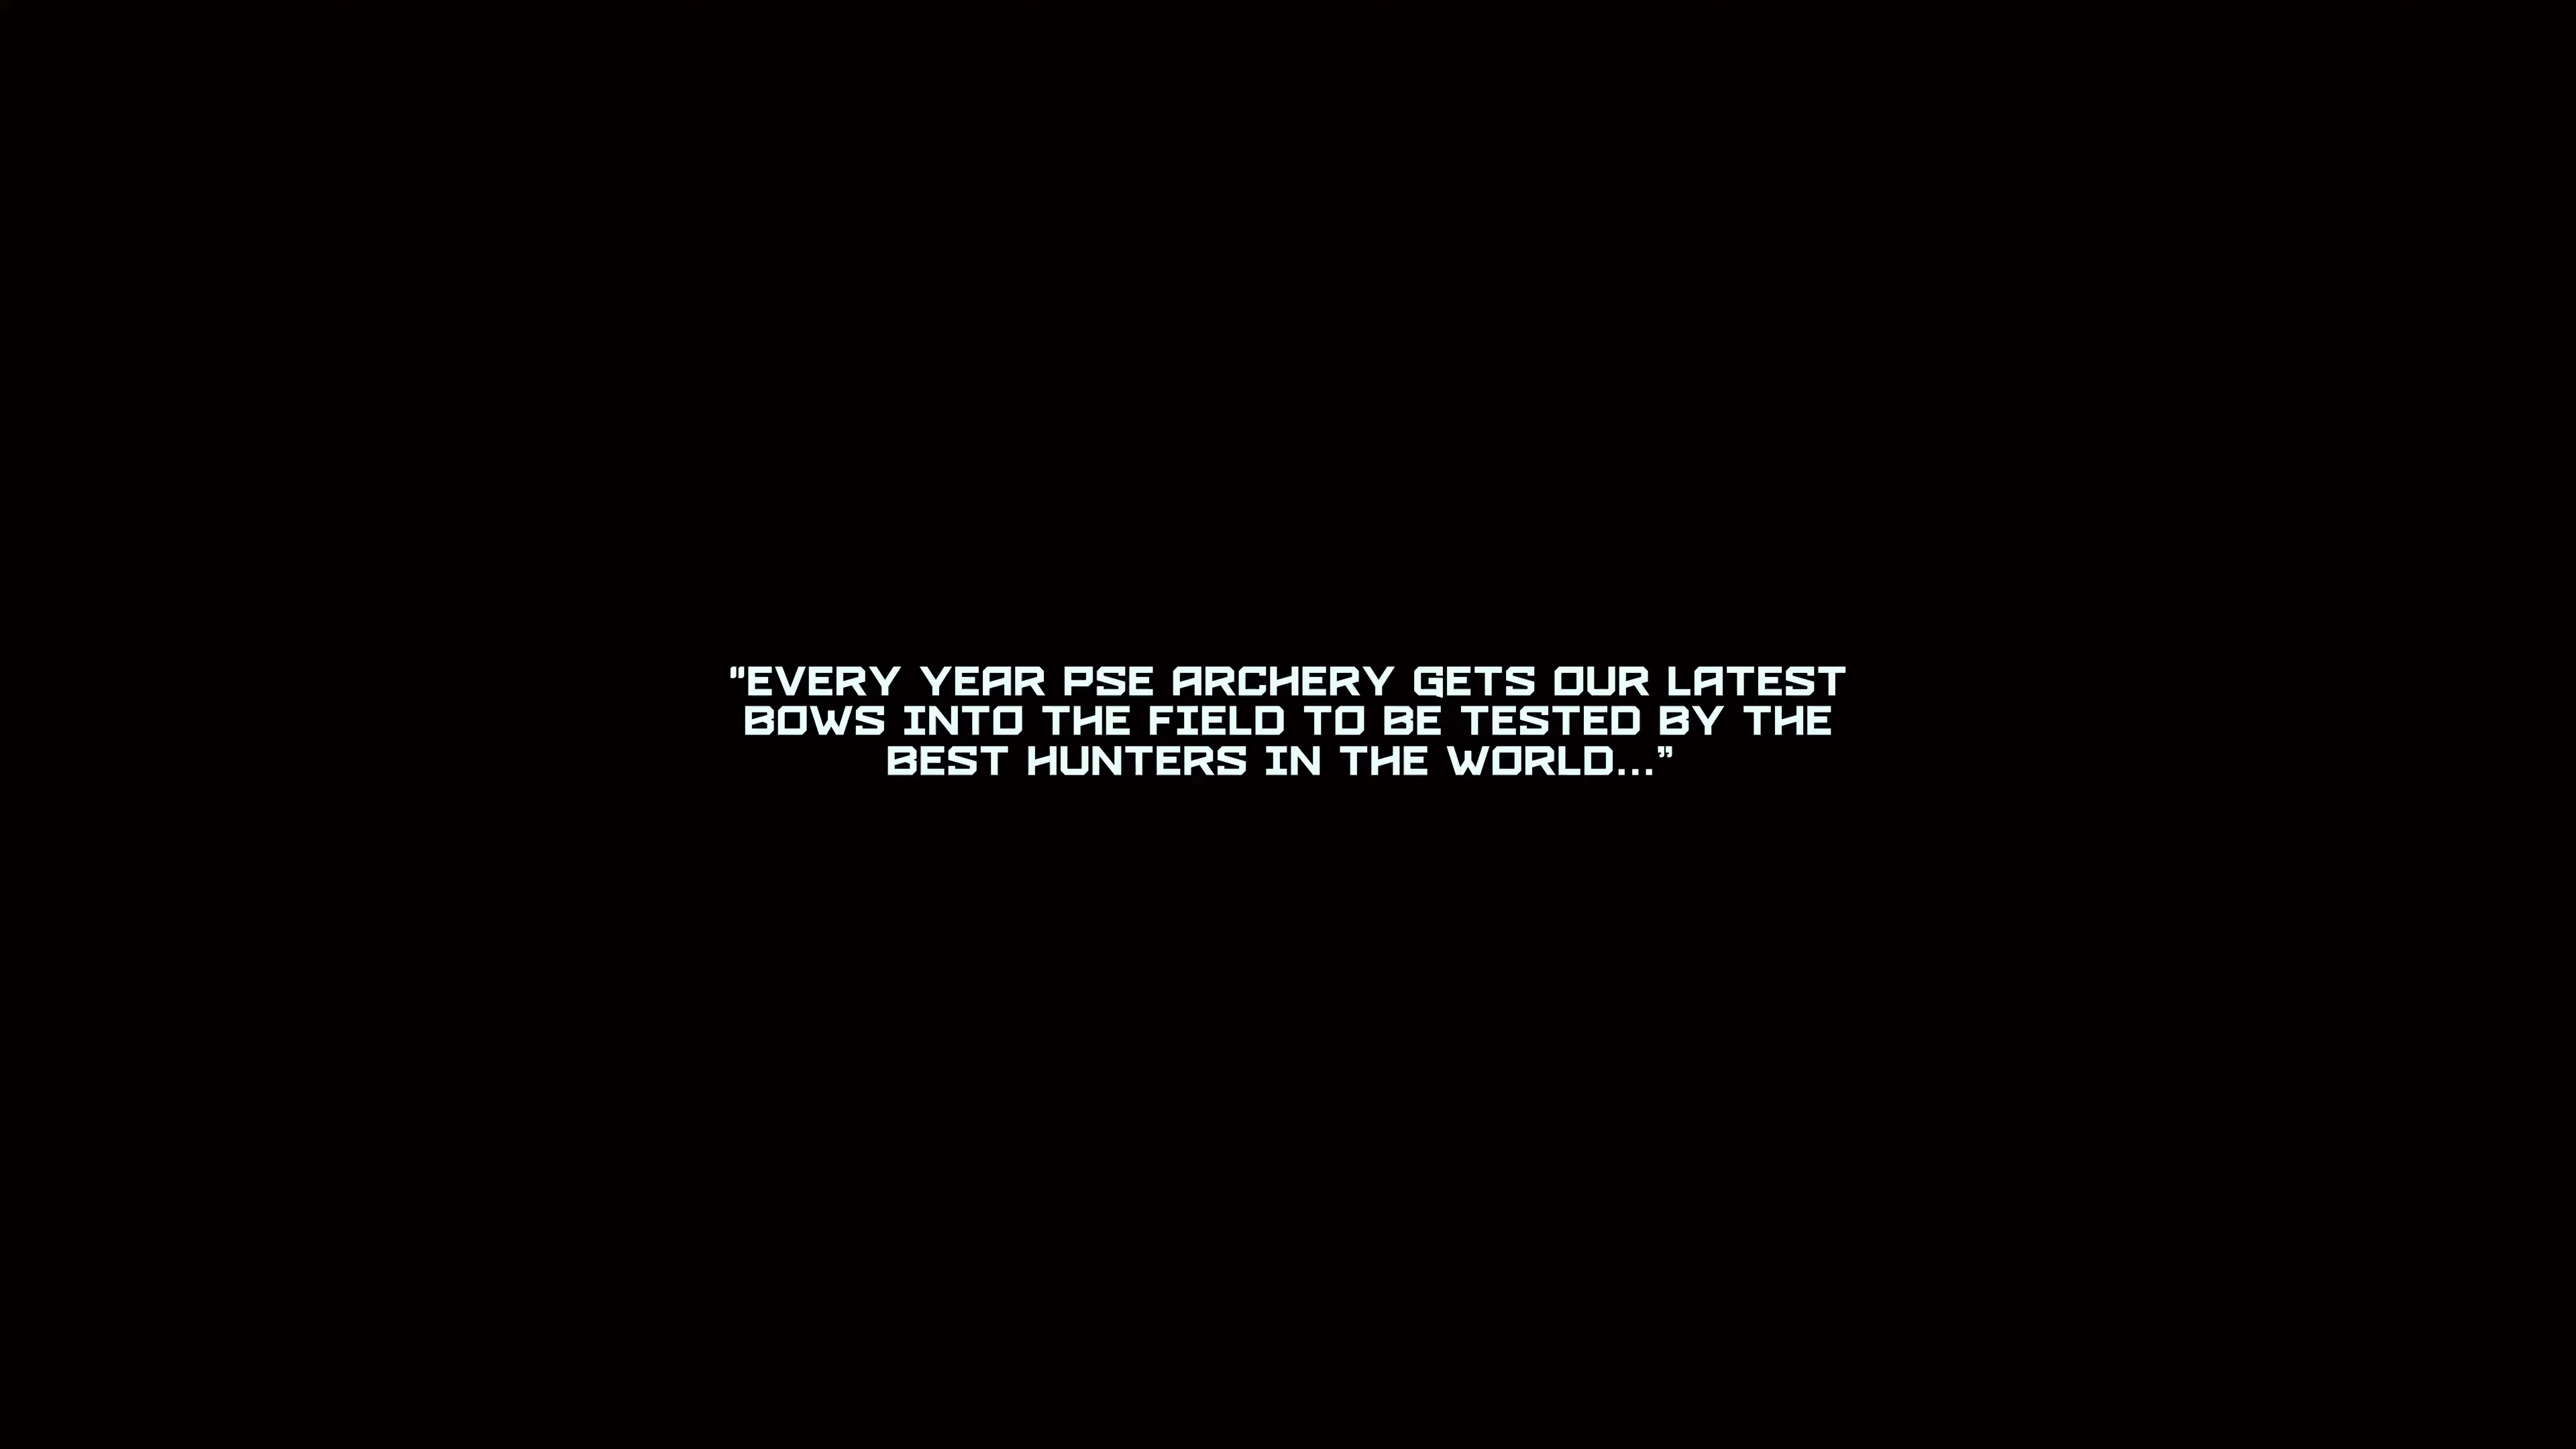 "EVERY YEAR PSE ARCHERY GETS OUR LATEST
BOWS INTO THE FIELD TO BE TESTED BY THE
BEST HUNTERS IN THE WORLD..."